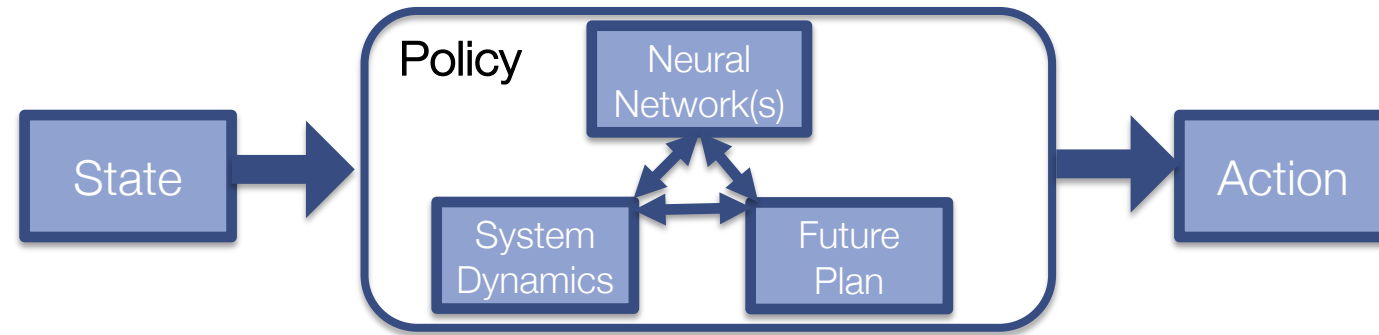 Policy
Neural
Network(s)
State
System
Dynamics
Future
Plan
Action